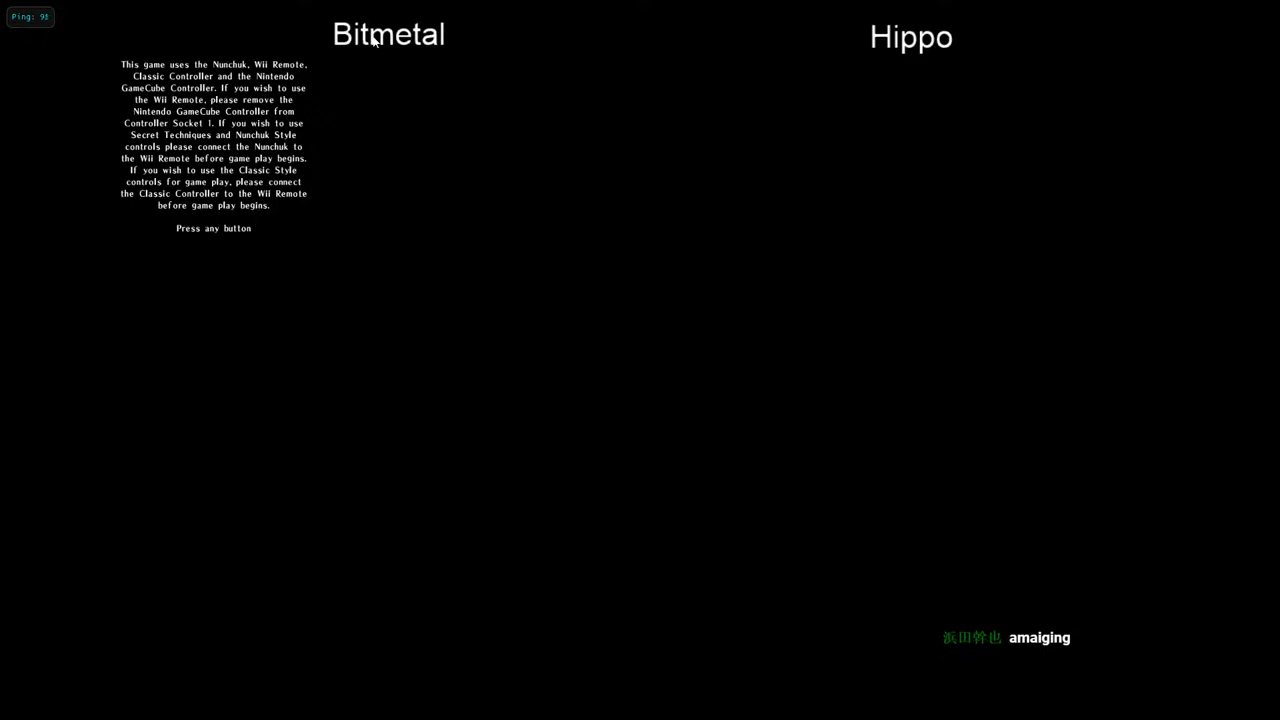 Ping: 93
Bitmetal
Hippo
This game uses the Nunchuk, Wii Remote,
Classic Controller and the Nintendo
GameCube Controller. If you wish to use
the Wii Remote, please remove the
Nintendo GameCube Controller from
Controller Socket 1. If you wish to use
Secret Techniques and Nunchuk Style
controls please connect the Nunchuk to
the Wii Remote before game play begins.
If you wish to use the Classic Style
controls for game play, please connect
the Classic Controller to the Wii Remote
before game play begins.
Press any button
浜田幹也 amaiging